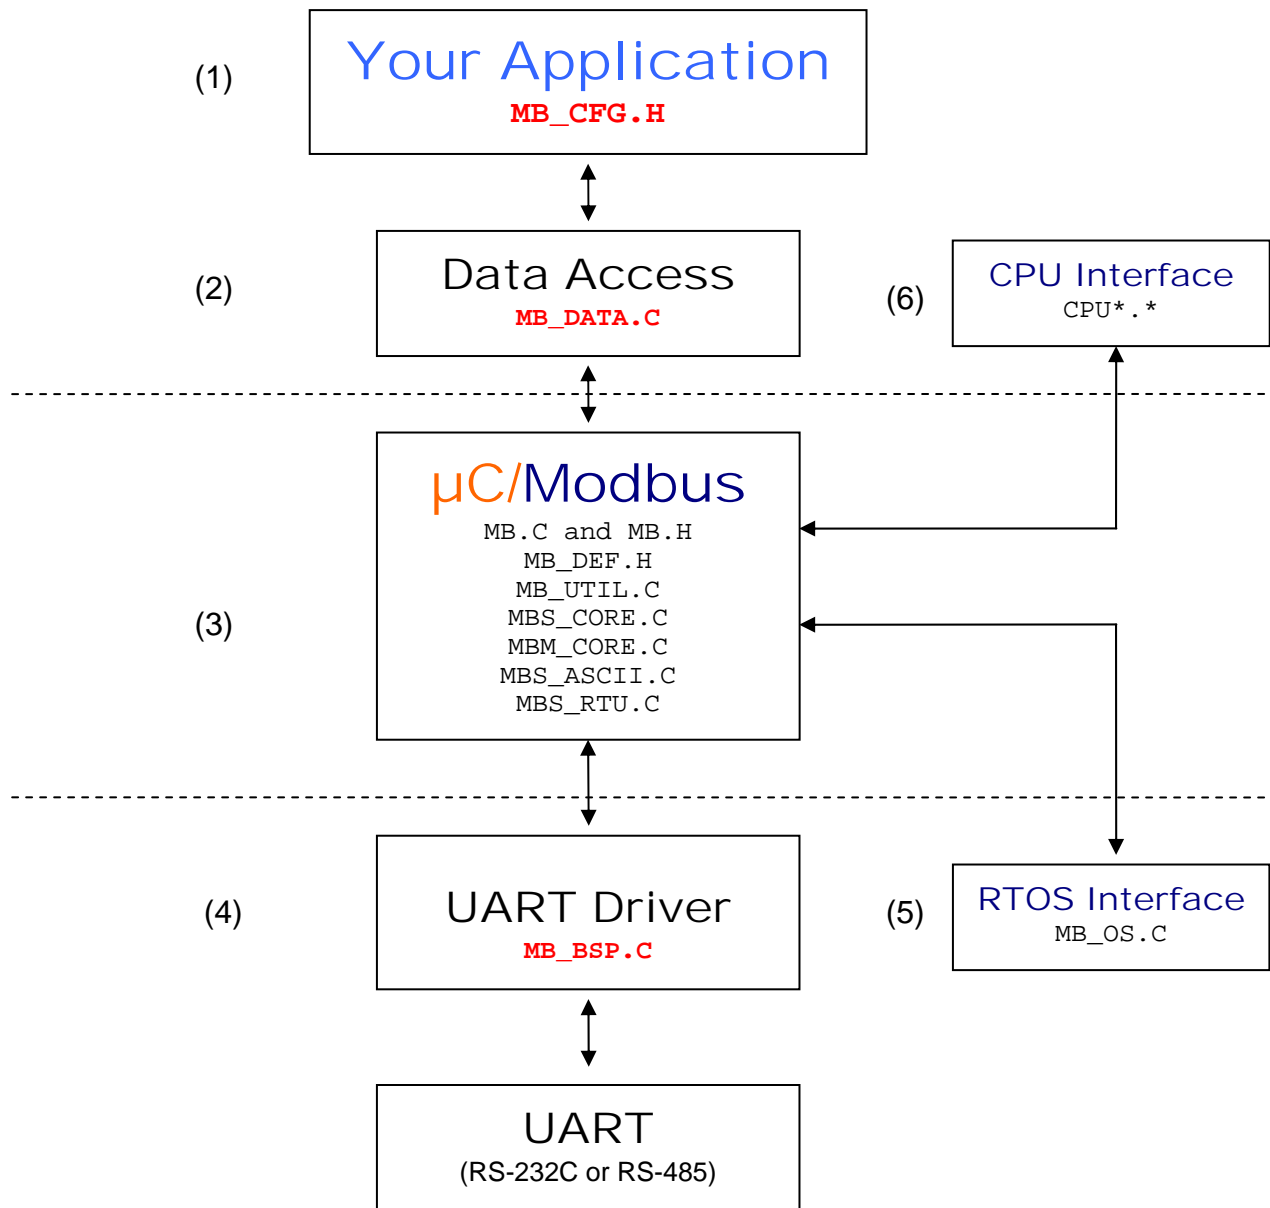 (1)
Your Application
MB_CFG.H
(2)
Data Access
MB_DATA.C
(6)
CPU Interface
CPU*.*
(3)
µC/Modbus
MB.C and MB.H
MB_DEF.H
MB_UTIL.C
MBS_CORE.C
MBM_CORE.C
MBS_ASCII.C
MBS_RTU.C
(4)
UART Driver
MB_BSP.C
(5)
RTOS Interface
MB_OS.C
UART
(RS-232C or RS-485)